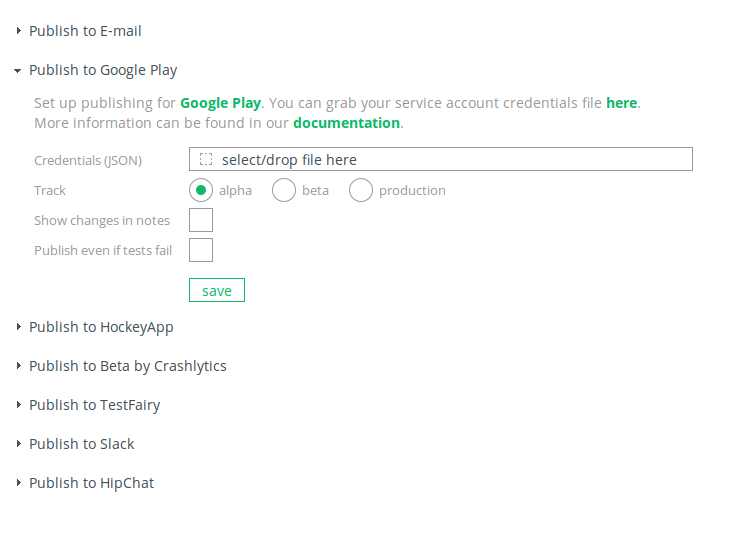 Publish to E-mail
Publish to Google Play
Set up publishing for Google Play. You can grab your service account credentials file here.
More information can be found in our documentation.
Credentials (JSON) select/drop file here
Track alpha beta production
Show changes in notes
Publish even if tests fail
save
Publish to HockeyApp
Publish to Beta by Crashlytics
Publish to TestFairy
Publish to Slack
Publish to HipChat